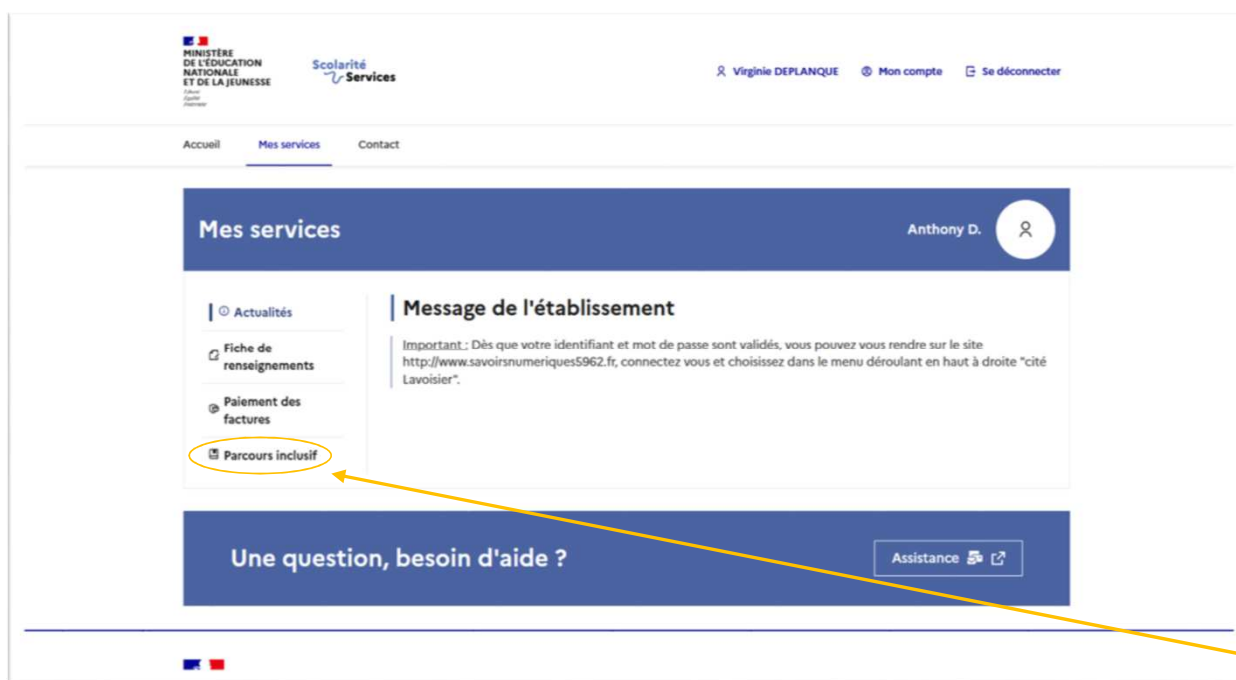 MINISTÈRE
DE L'ÉDUCATION
NATIONALE
ET DE LA JEUNESSE
Liberté
Égalité
Fraternité
Scolarité
Services
Virginie DEPLANQUE
Mon compte
Se déconnecter
Accueil
Mes services
Contact
Mes services
Anthony D.
Actualités
Fiche de
renseignements
Paiement des
factures
Parcours inclusif
Message de l'établissement
Important : Dès que votre identifiant et mot de passe sont validés, vous pouvez vous rendre sur le site
http://www.savoirsnumeriques5962.fr, connectez vous et choisissez dans le menu déroulant en haut à droite "cité
Lavoisier".
Une question, besoin d'aide ?
Assistance